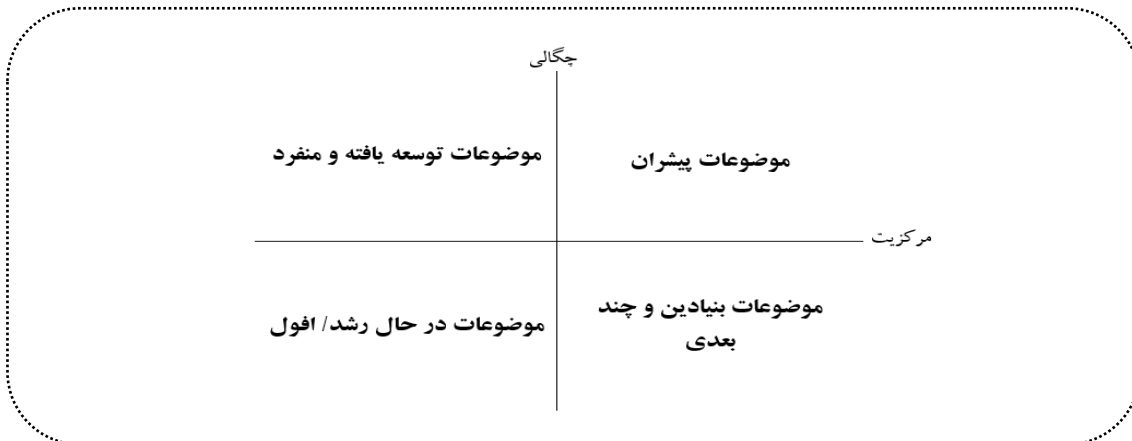 چگالی
موضوعات پیشران
موضوعات توسعه یافته و منفرد
مرکزیت
موضوعات بنیادین و چند
بعدی
موضوعات در حال رشد/ افول